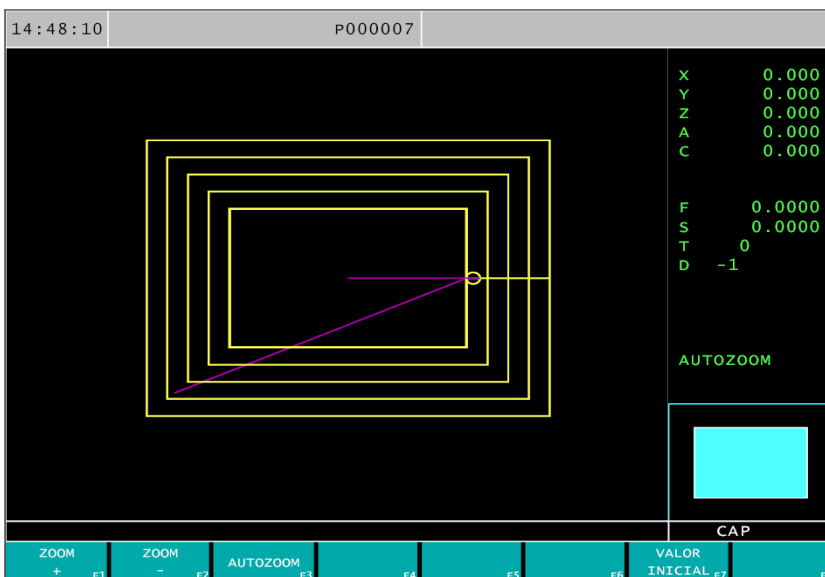 14:48:10 P000007
X 0.000
Y 0.000
Z 0.000
A 0.000
C 0.000
F 0.0000
S 0.0000
T 0
D -1
AUTOZOOM
CAP
ZOOM
+ F1
ZOOM
- F2
AUTOZOOM F3
F4
F5
F6
VALOR
INICIAL F7